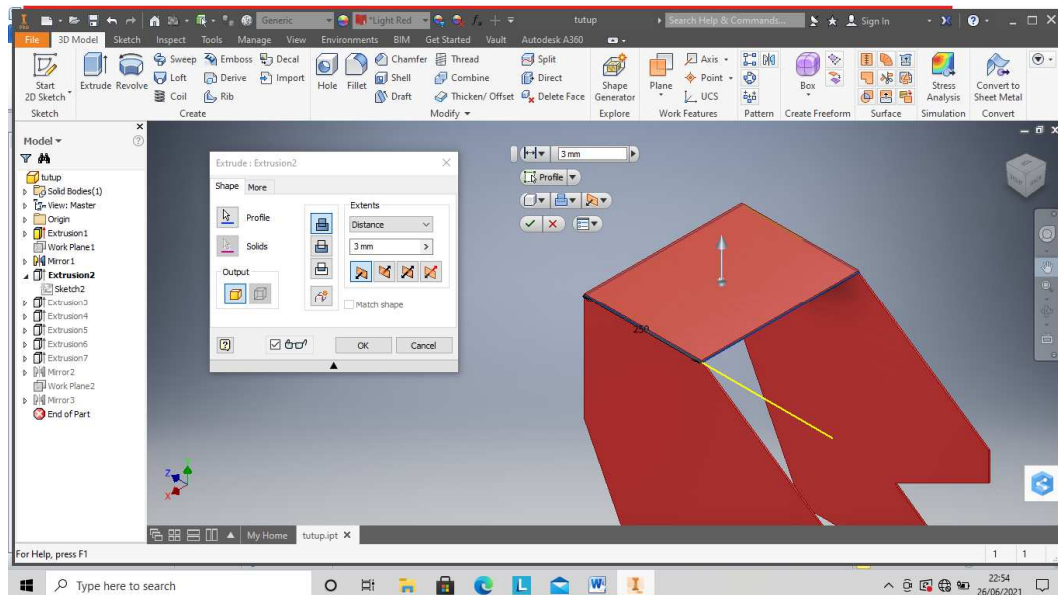 Generic
"Light Red
tutup
Search Help & Commands...
Sign In
File 3D Model Sketch Inspect Tools Manage View Environments BIM Get Started Vault Autodesk A360
Start 2D Sketch
Extrude Revolve
Sweep Emboss Decal
Loft Derive Import
Coil Rib
Hole Fillet
Chamfer Thread
Shell Combine
Draft Thicken/ Offset
Split
Direct
Delete Face
Shape Generator
Plane
Axis
Point
UCS
Box
Stress Analysis
Convert to Sheet Metal
Sketch Create Modify Explore Work Features Pattern Create Freeform Surface Simulation Convert
Model
tutup
Solid Bodies(1)
View: Master
Origin
Extrusion1
Work Plane1
Mirror1
Extrusion2
Sketch2
Extrusion3
Extrusion4
Extrusion5
Extrusion6
Extrusion7
Mirror2
Work Plane2
Mirror3
End of Part
Extrude : Extrusion2
Shape More
Profile
Solids
Output
Extents
Distance
3 mm
Match shape
OK Cancel
3 mm
Profile
250
Z
X
My Home tutup.ipt
For Help, press F1
1 1
Type here to search
22:54
26/06/2021